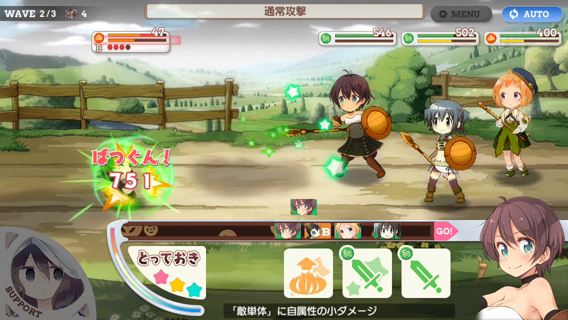 WAVE 2/3 4
通常攻撃
MENU
AUTO
47
546
502
400
ばつぐん!
751
B
GO!
とっておき
SUPPORT
「敵単体」に自属性の小ダメージ